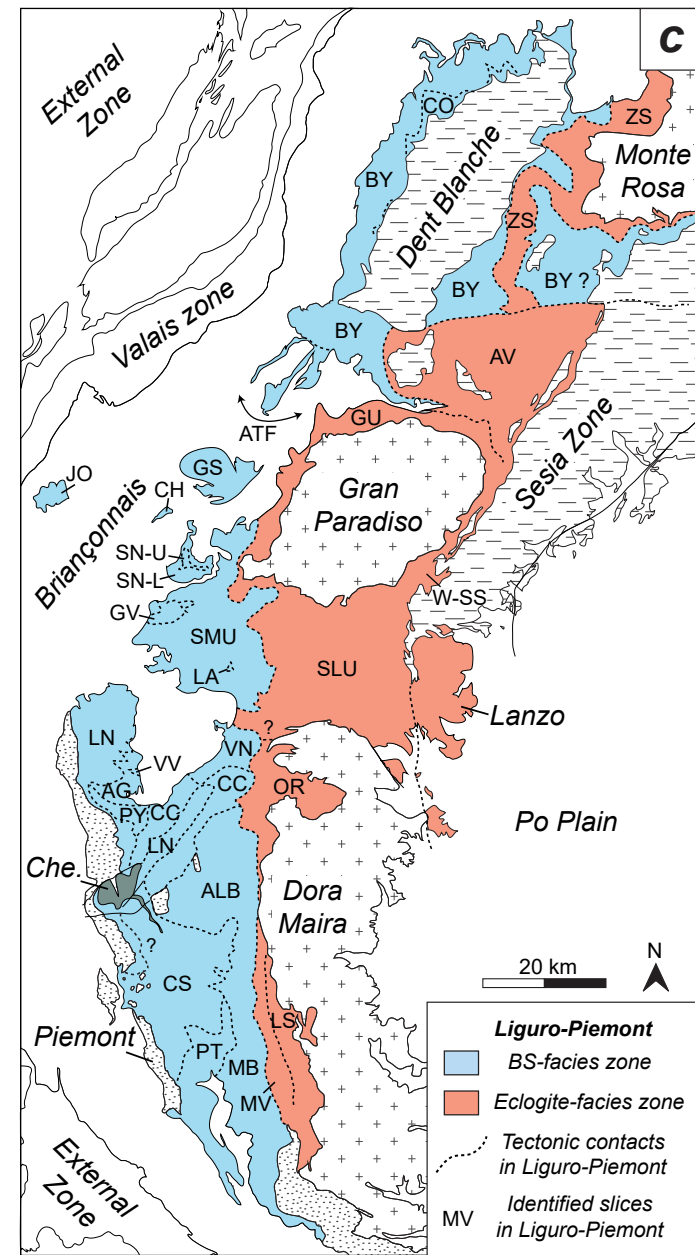 c
External
Zone
CO
ZS
Monte
Rosa
BY
Dent Blanche
ZS
Valais zone
BY
BY ?
BY
AV
ATF
GU
Sesia Zone
GS
JO
CH
Gran
Paradiso
Briançonnais
SN-U
SN-L
W-SS
GV
SMU
SLU
LA
Lanzo
?
LN
VN
VV
CC
OR
AG
PY
CC
Po Plain
LN
Che.
ALB
Dora
Maira
?
N
20 km
CS
LS
Piemont
PT
MB
MV
External
Zone
Liguro-Piemont
BS-facies zone
Eclogite-facies zone
Tectonic contacts
in Liguro-Piemont
MV Identified slices
in Liguro-Piemont